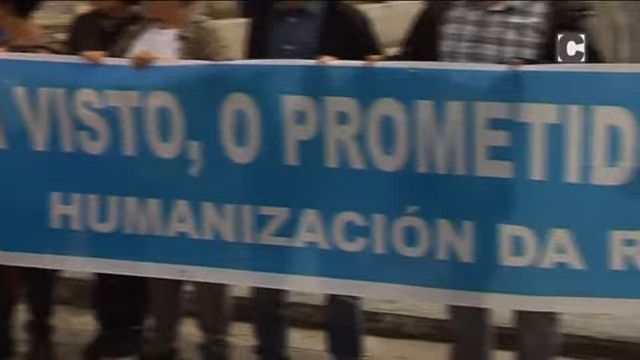 VISTO, O PROMETID
HUMANIZACIÓN DA R
C